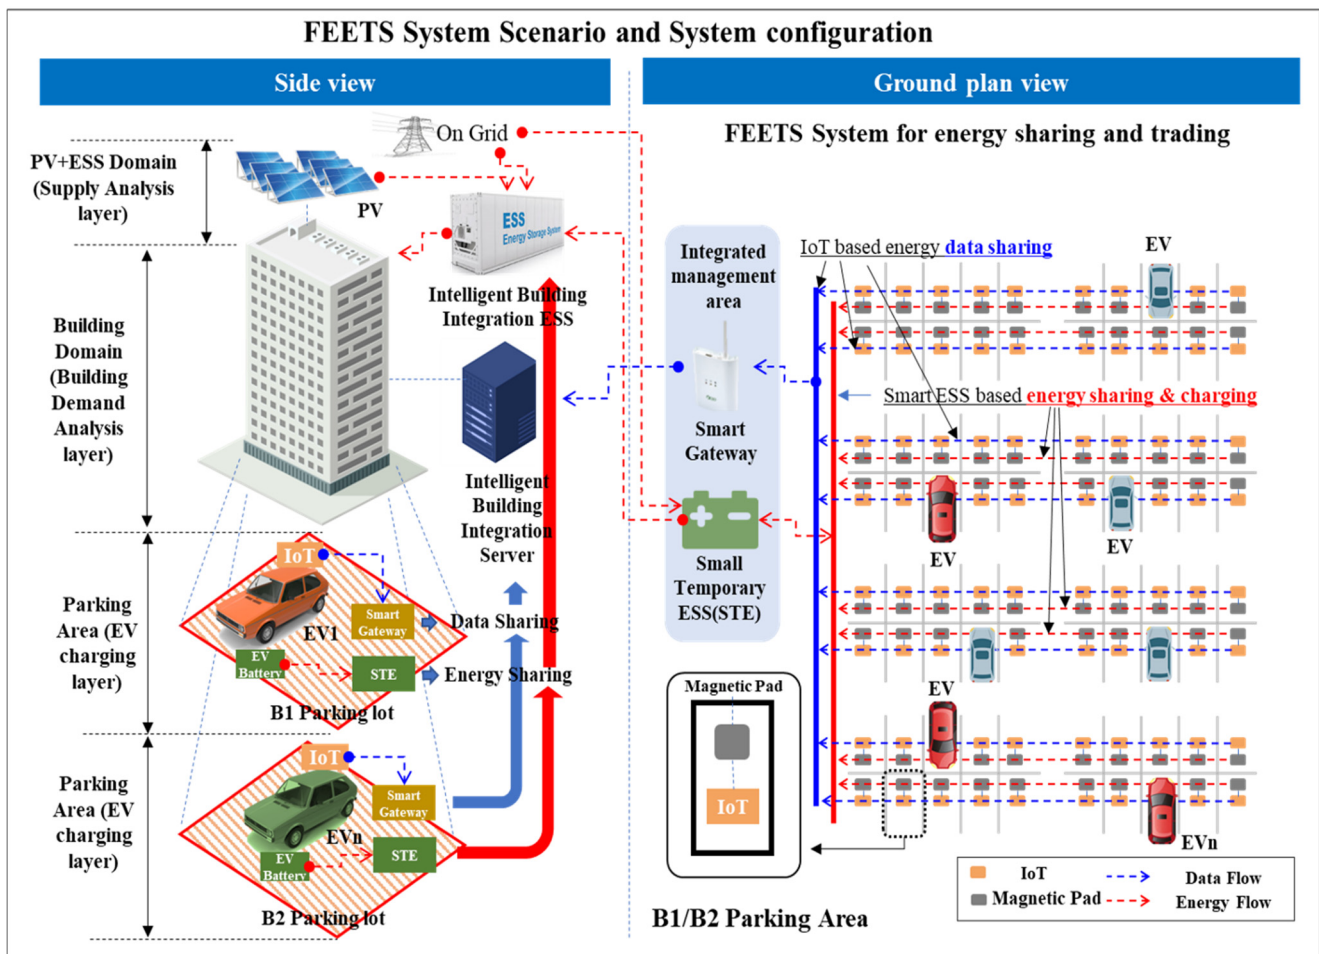 FEETS System Scenario and System configuration
Side view
On Grid
PV+ESS Domain
(Supply Analysis
layer)
PV
ESS
Energy Storage System
Intelligent Building
Integration ESS
Building
Domain
(Building
Demand
Analysis
layer)
Intelligent
Building
Integration
Server
Parking
Area (EV
charging
layer)
IoT
EV1
Smart
Gateway
Data Sharing
EV
Battery
STE
Energy Sharing
B1 Parking lot
Parking
Area (EV
charging
layer)
IoT
EVn
Smart
Gateway
EV
Battery
STE
B2 Parking lot
Ground plan view
FEETS System for energy sharing and trading
Integrated
management
area
Smart
Gateway
Small
Temporary
ESS(STE)
IoT based energy data sharing
EV
Smart ESS based energy sharing & charging
EV
EV
EV
EVn
Magnetic Pad
IoT
B1/B2 Parking Area
IoT
Data Flow
Magnetic Pad
Energy Flow